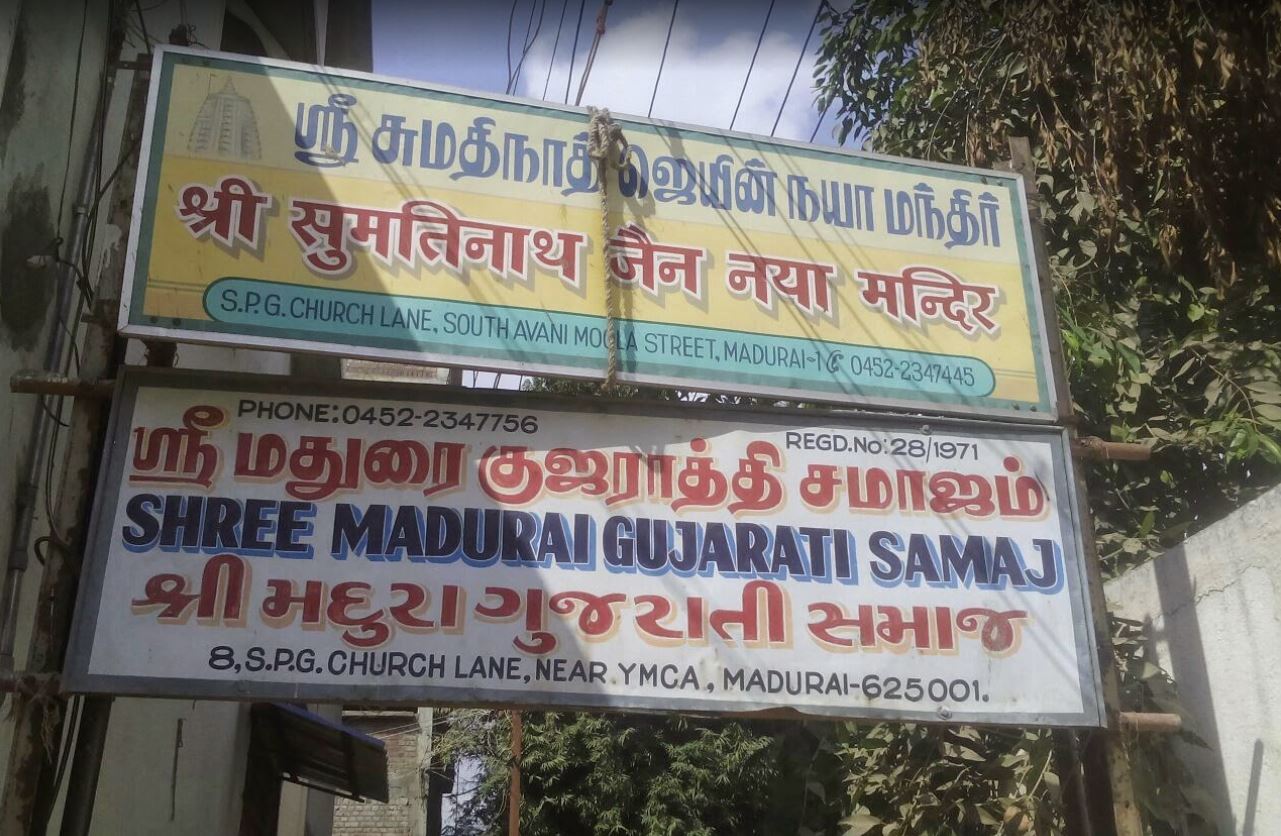 ஸ்ரீ சுமதிநாத் ஜெயின் நயா மந்திர்
श्री सुमतिनाथ जैन नया मन्दिर
S.P.G. CHURCH LANE, SOUTH AVANI MOOLA STREET, MADURAI-1 ✆ 0452-2347445
PHONE:0452-2347756
REGD.No:28/1971
ஸ்ரீ மதுரை குஜராத்தி சமாஜம்
SHREE MADURAI GUJARATI SAMAJ
શ્રી મદુરા ગુજરાતી સમાજ
8,S.P.G. CHURCH LANE, NEAR YMCA, MADURAI-625001.